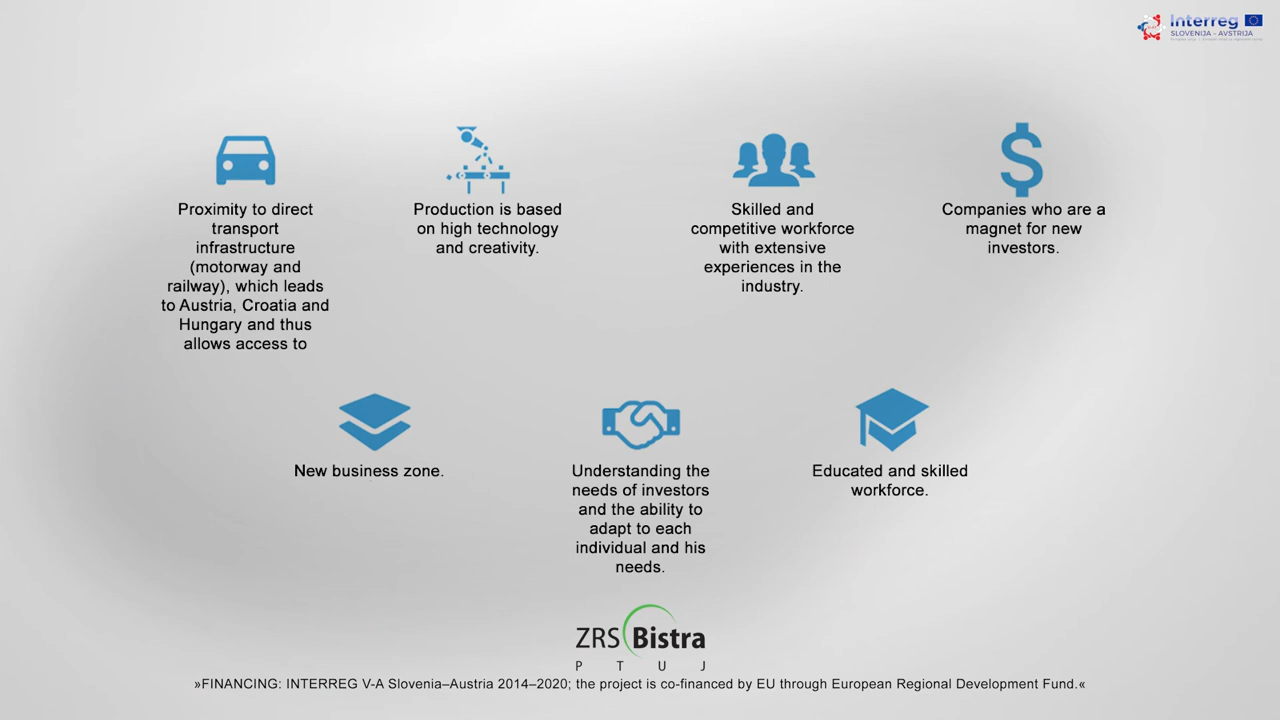 Interreg
SLOVENIJA - AVSTRIJA
Proximity to direct
transport
infrastructure
(motorway and
railway), which leads
to Austria, Croatia and
Hungary and thus
allows access to
Production is based
on high technology
and creativity.
Skilled and
competitive workforce
with extensive
experiences in the
industry.
Companies who are a
magnet for new
investors.
New business zone.
Understanding the
needs of investors
and the ability to
adapt to each
individual and his
needs.
Educated and skilled
workforce.
ZRS Bistra
PTUJ
»FINANCING: INTERREG V-A Slovenia–Austria 2014–2020; the project is co-financed by EU through European Regional Development Fund.«